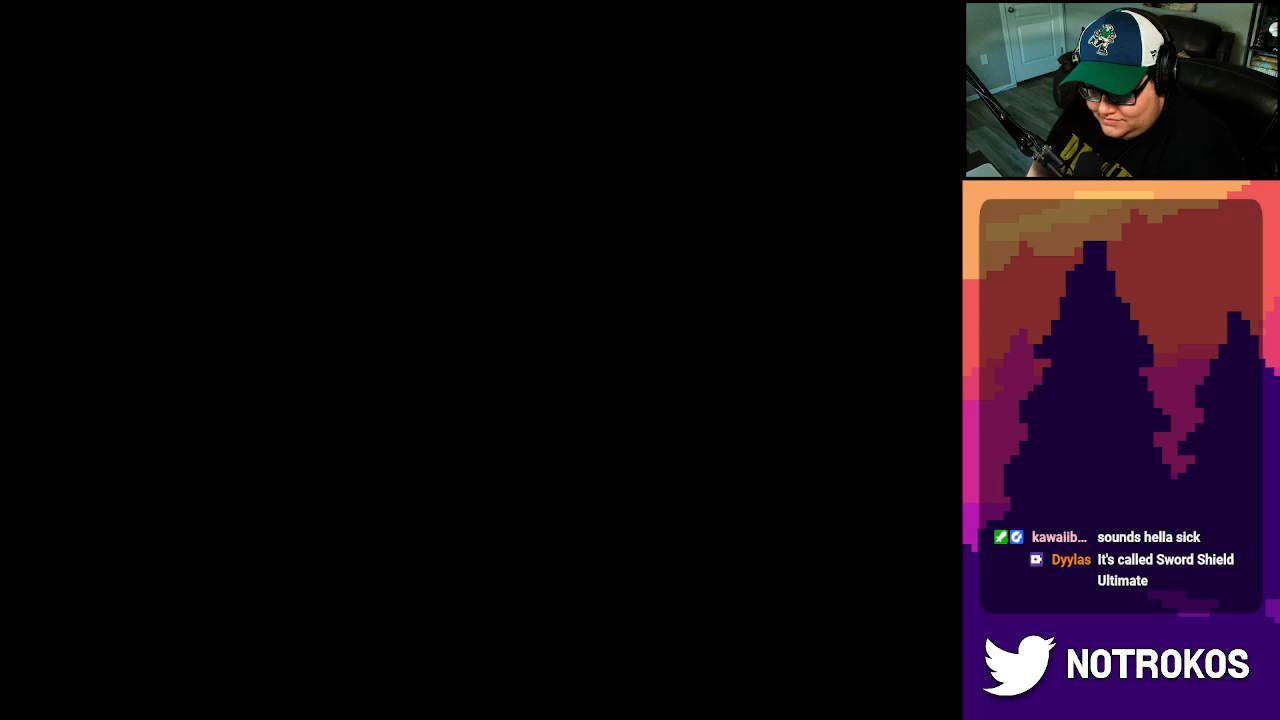 kawaiib... sounds hella sick
Dyylas It's called Sword Shield
Ultimate
NOTROKOS